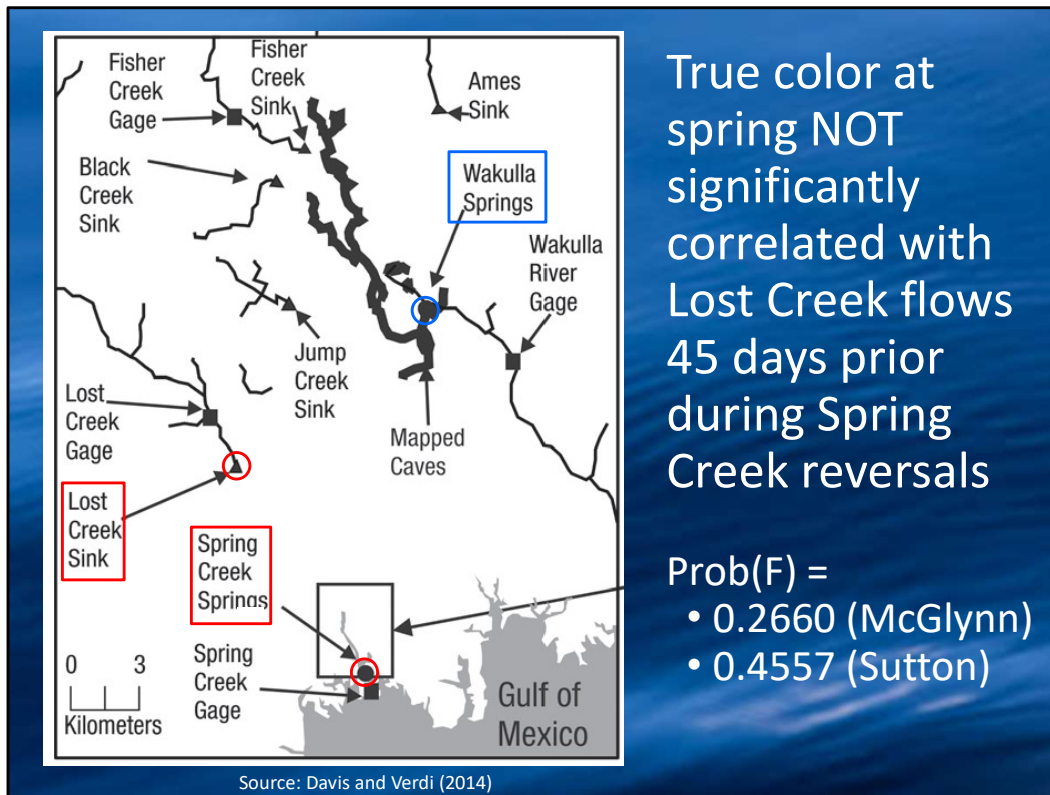 Fisher
Creek
Gage
Fisher
Creek
Sink
Ames
Sink
Black
Creek
Sink
Wakulla
Springs
Wakulla
River
Gage
Jump
Creek
Sink
Lost
Creek
Gage
Mapped
Caves
Lost
Creek
Sink
Spring
Creek
Springs
0 3
Kilometers
Spring
Creek
Gage
Gulf of
Mexico
Source: Davis and Verdi (2014)
True color at
spring NOT
significantly
correlated with
Lost Creek flows
45 days prior
during Spring
Creek reversals
Prob(F) =
• 0.2660 (McGlynn)
• 0.4557 (Sutton)